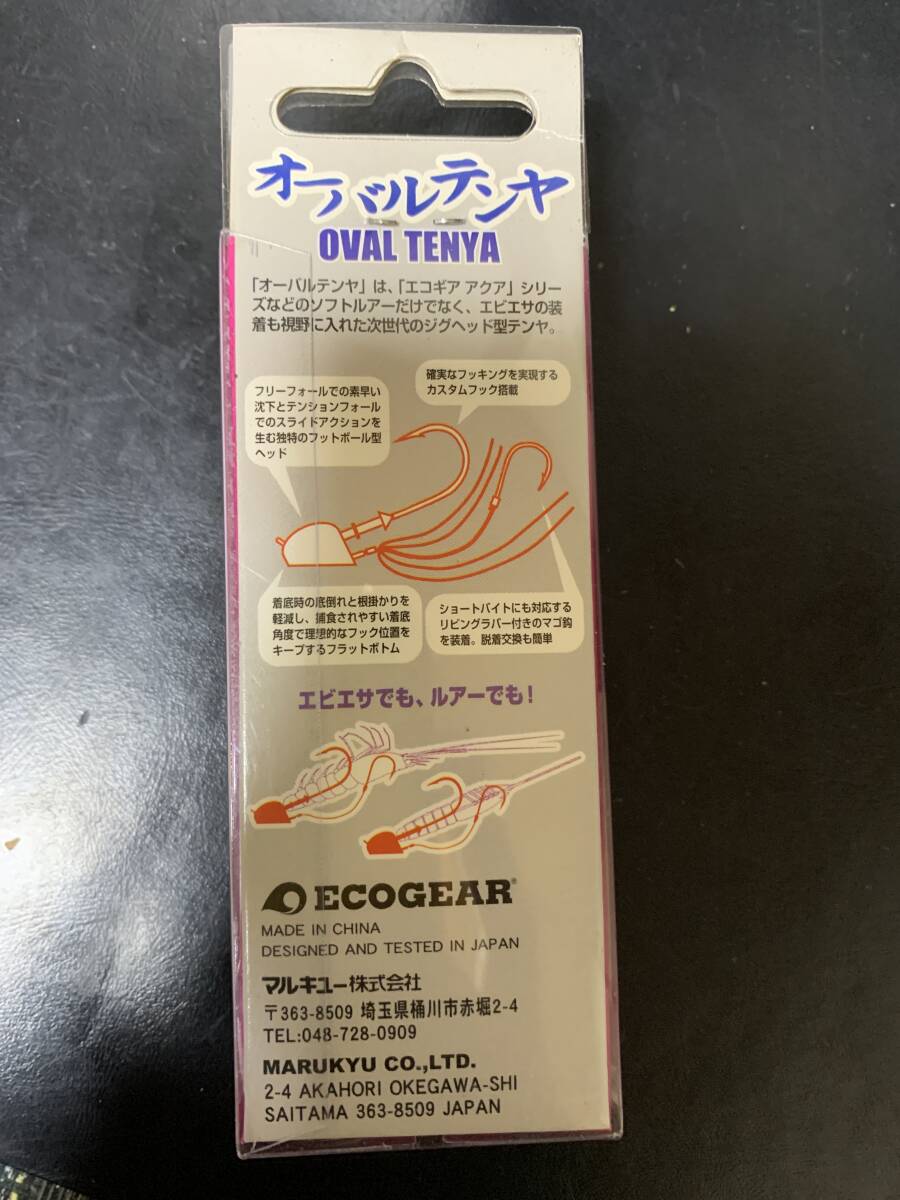 オーバルテンヤ
OVAL TENYA
「オーバルテンヤ」は、「エコギア アクア」シリー
ズなどのソフトルアーだけでなく、エビエサの装
着も視野に入れた次世代のジグヘッド型テンヤ。
確実なフッキングを実現する
カスタムフック搭載
フリーフォールでの素早い
沈下とテンションフォール
でのスライドアクションを
生む独特のフットボール型
ヘッド
着底時の底倒れと根掛かりを
軽減し、捕食されやすい着底
角度で理想的なフック位置を
キープするフラットボトム
ショートバイトにも対応する
リビングラバー付きのマゴ鈎
を装着。脱着交換も簡単
エビエサでも、ルアーでも!
ECOGEAR®
MADE IN CHINA
DESIGNED AND TESTED IN JAPAN
マルキユー株式会社
〒363-8509 埼玉県桶川市赤堀2-4
TEL:048-728-0909
MARUKYU CO.,LTD.
2-4 AKAHORI OKEGAWA-SHI
SAITAMA 363-8509 JAPAN